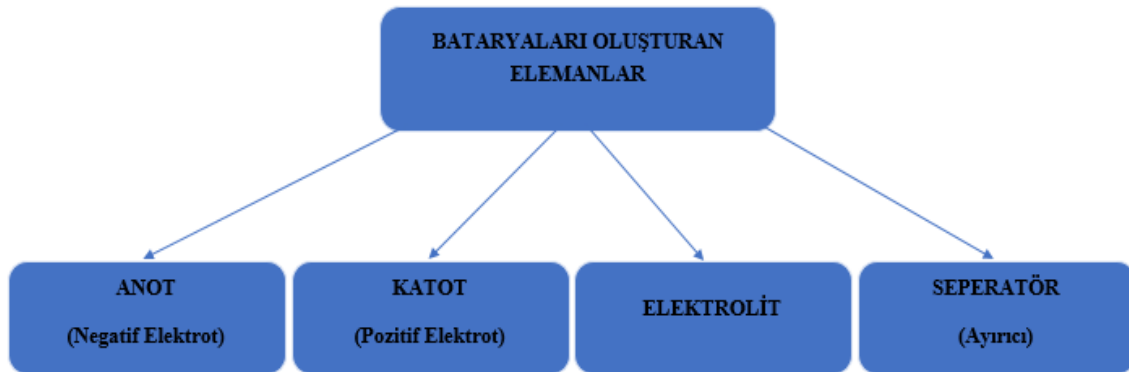 BATARYALARI OLUŞTURAN
ELEMANLAR
ANOT
(Negatif Elektrot)
KATOT
(Pozitif Elektrot)
ELEKTROLİT
SEPERATÖR
(Ayırıcı)